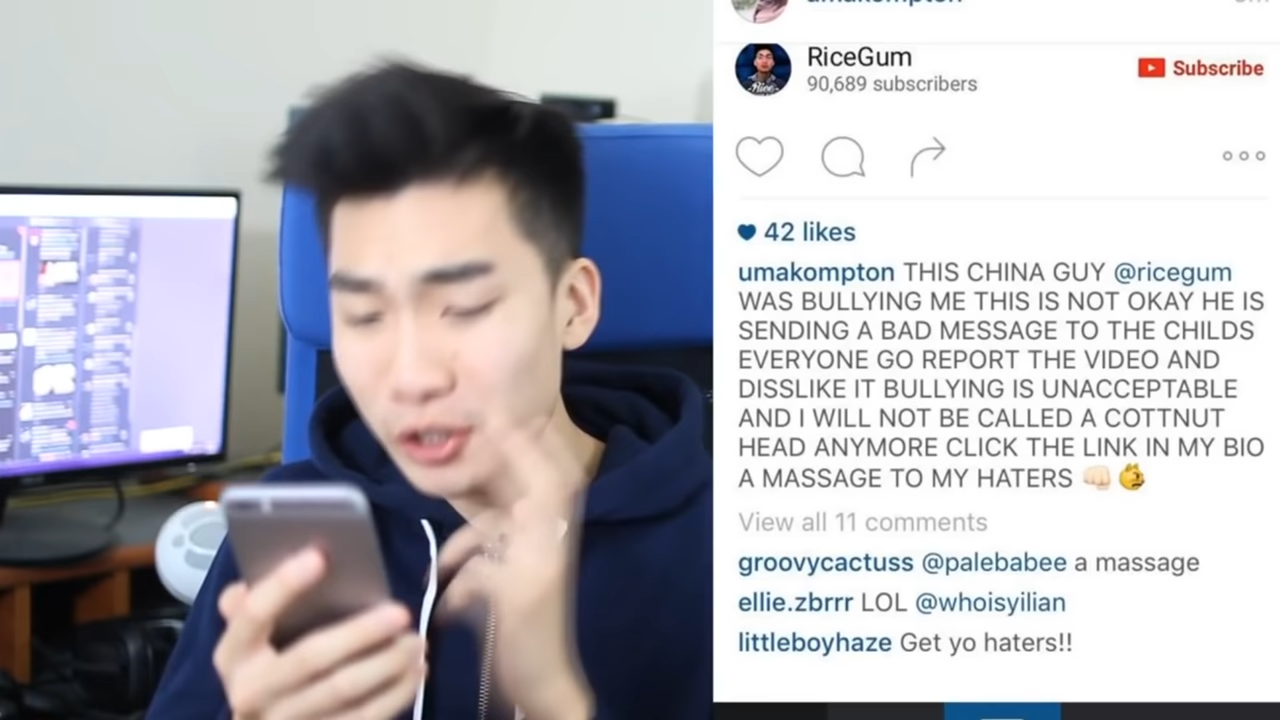 RiceGum
90,689 subscribers
Subscribe
42 likes
umakompton THIS CHINA GUY @ricegum
WAS BULLYING ME THIS IS NOT OKAY HE IS
SENDING A BAD MESSAGE TO THE CHILDS
EVERYONE GO REPORT THE VIDEO AND
DISSLIKE IT BULLYING IS UNACCEPTABLE
AND I WILL NOT BE CALLED A COTTNUT
HEAD ANYMORE CLICK THE LINK IN MY BIO
A MASSAGE TO MY HATERS 👊🏻
View all 11 comments
groovycactuss @palebabee a massage
ellie.zbrrr LOL @whoisyilian
littleboyhaze Get yo haters!!